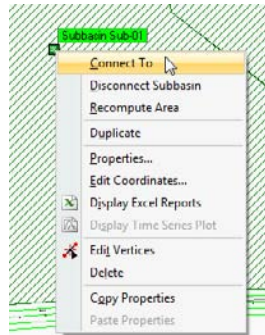 Subbasin Sub-01
Connect To
Disconnect Subbasin
Recompute Area
Duplicate
Properties...
Edit Coordinates...
Display Excel Reports
Display Time Series Plot
Edit Vertices
Delete
Copy Properties
Paste Properties